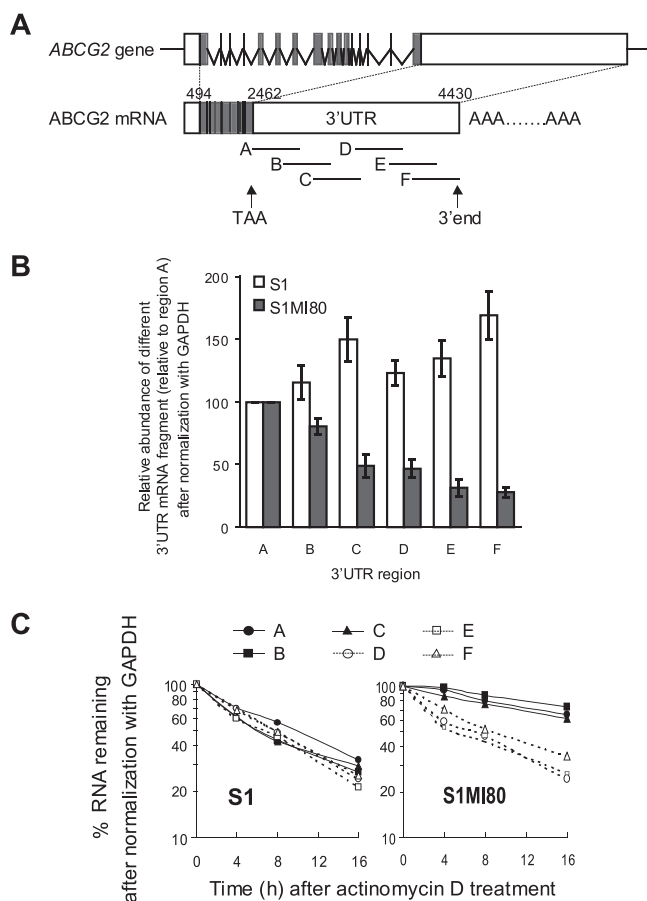 A
ABCG2 gene
494 2462 4430
ABCG2 mRNA 3'UTR AAA.......AAA
A D
B E
C F
TAA 3'end
B
Relative abundance of different
3'UTR mRNA fragment (relative to region A)
after normalization with GAPDH
200
150
100
50
0
S1
S1MI80
A B C D E F
3'UTR region
C
A C E
B D F
% RNA remaining
after normalization with GAPDH
100
80
60
40
20
10
S1
0 4 8 12 16
100
80
60
40
20
10
S1MI80
0 4 8 12 16
Time (h) after actinomycin D treatment